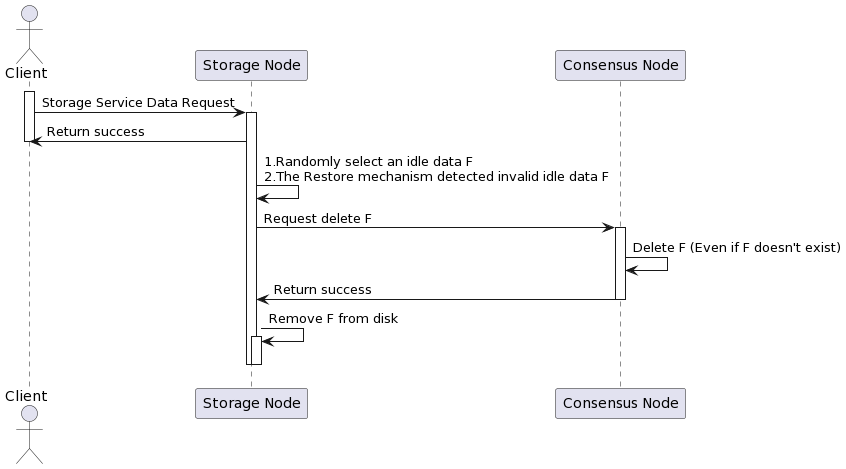 Client
Storage Node
Consensus Node
Storage Service Data Request
Return success
1.Randomly select an idle data F
2.The Restore mechanism detected invalid idle data F
Request delete F
Delete F (Even if F doesn't exist)
Return success
Remove F from disk
Client
Storage Node
Consensus Node